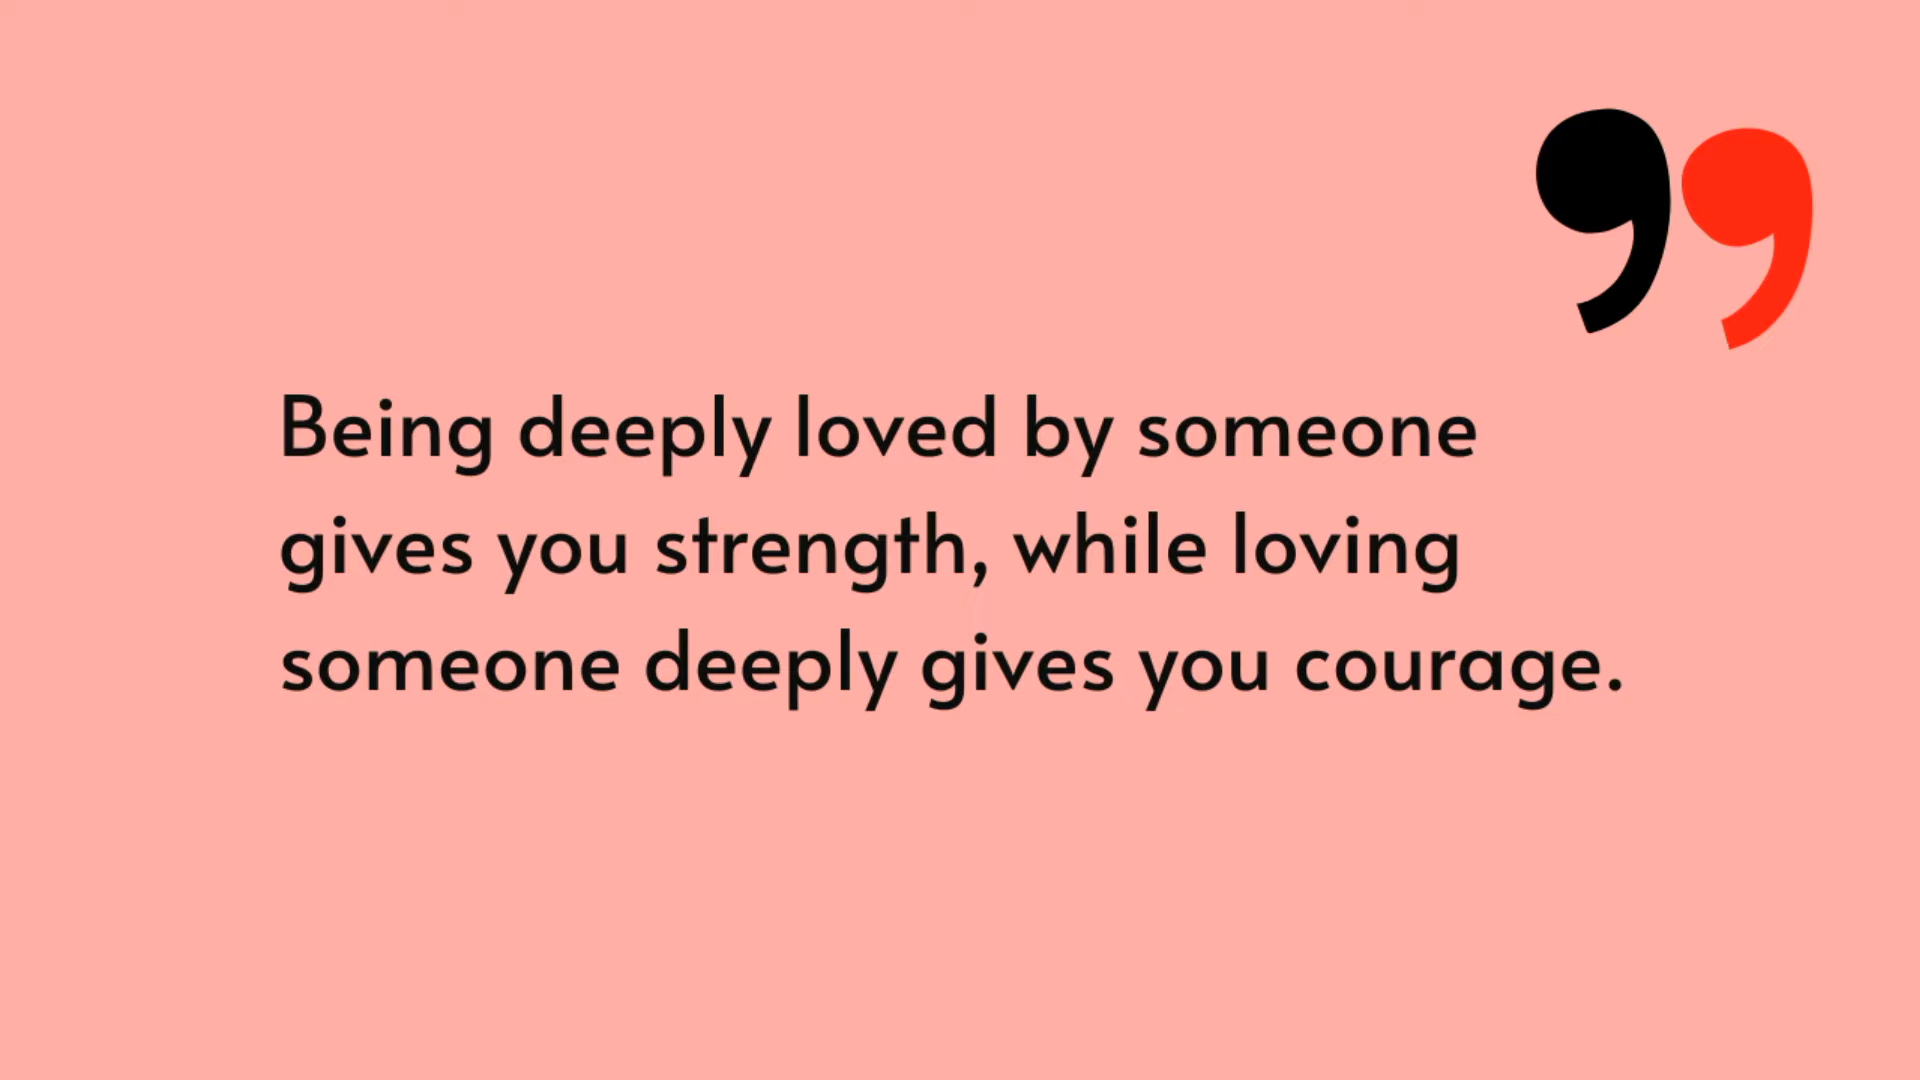 Being deeply loved by someone
gives you strength, while loving
someone deeply gives you courage.